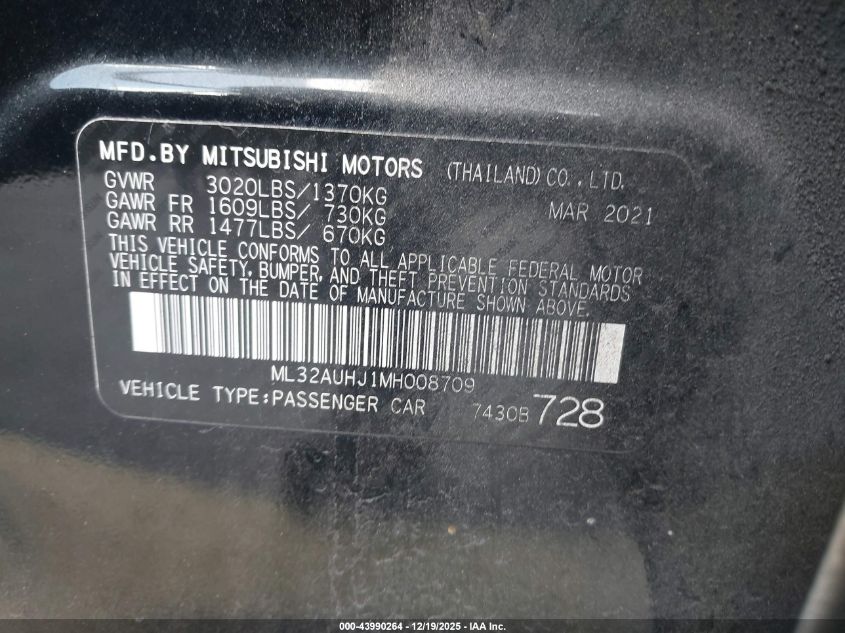 MFD.BY MITSUBISHI MOTORS (THAILAND) CO., LTD.
GVWR 3020LBS/1370KG MAR 2021
GAWR FR 1609LBS/ 730KG
GAWR RR 1477LBS/ 670KG
THIS VEHICLE CONFORMS TO ALL APPLICABLE FEDERAL MOTOR
VEHICLE SAFETY, BUMPER, AND THEFT PREVENTION STANDARDS
IN EFFECT ON THE DATE OF MANUFACTURE SHOWN ABOVE.
ML32AUHJ1MH008709
VEHICLE TYPE:PASSENGER CAR 7430B 728
000-43990264 - 12/19/2025 - IAA Inc.